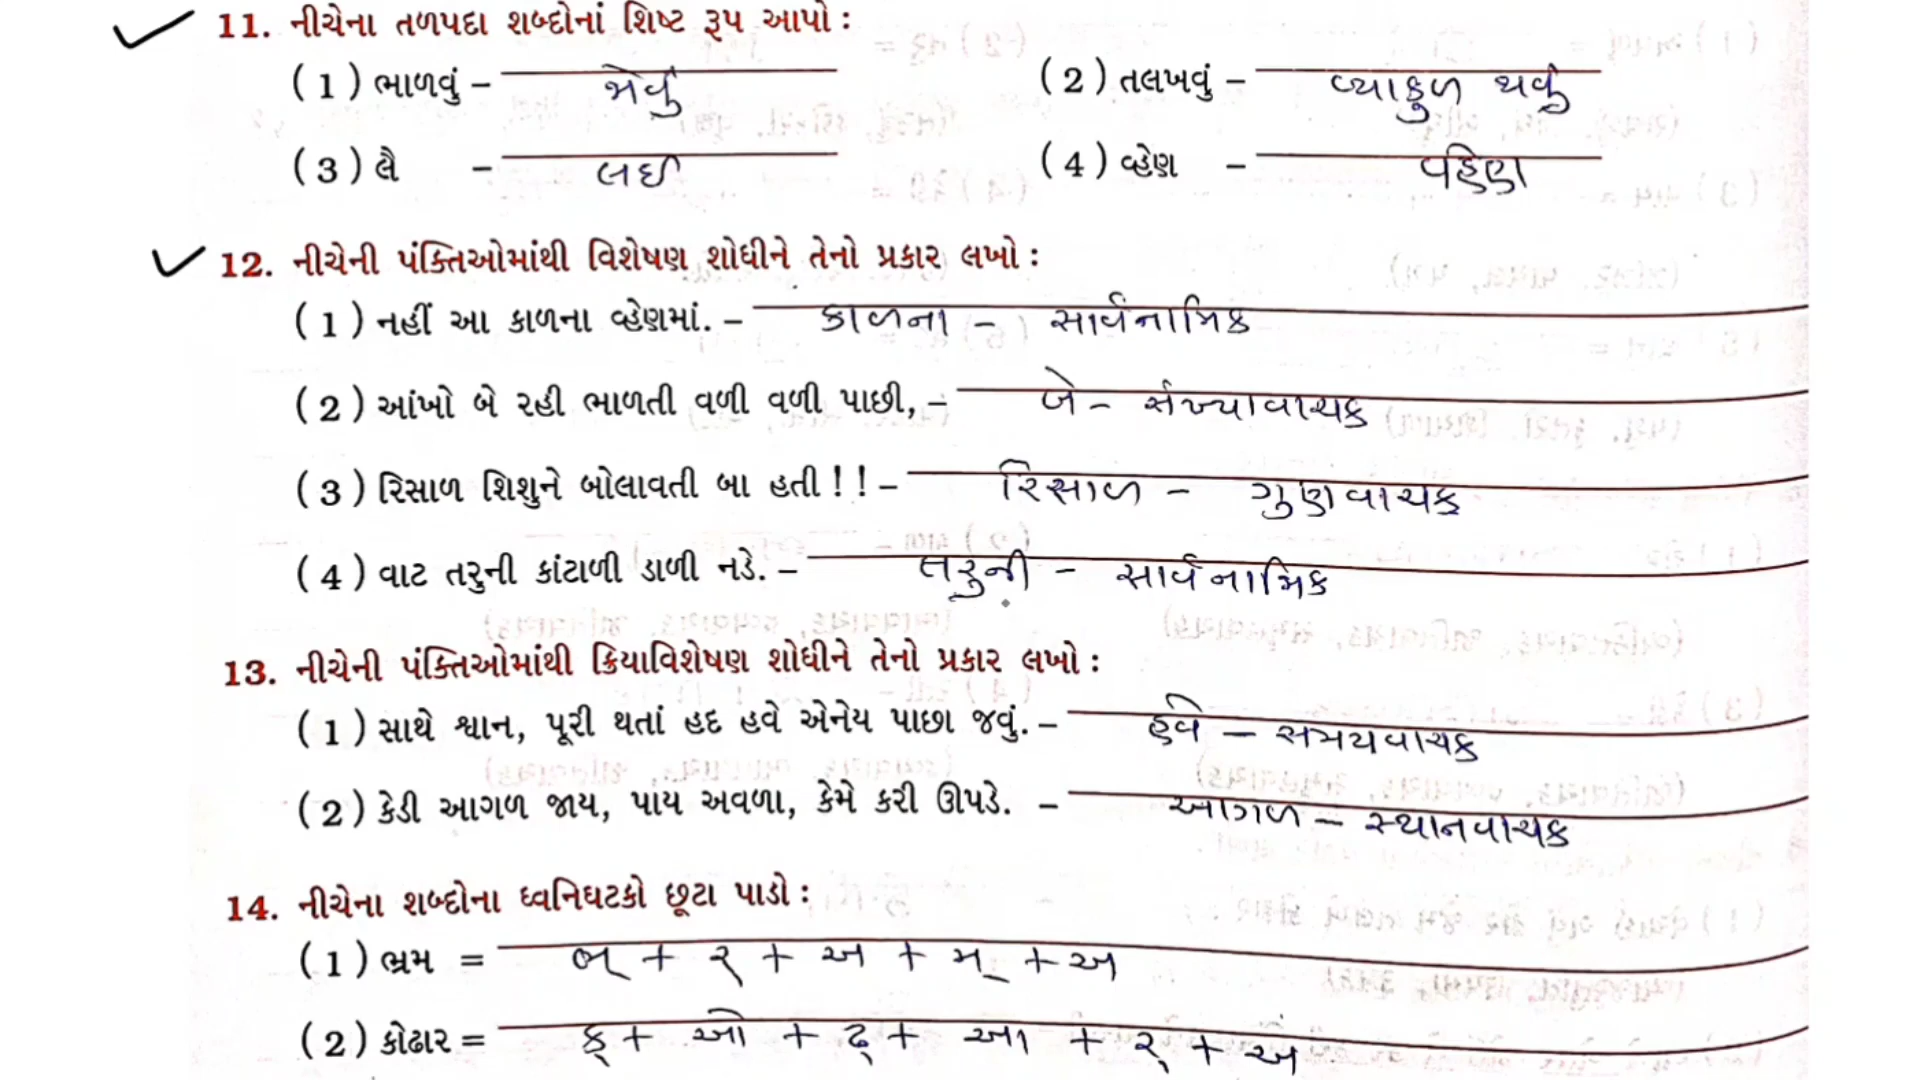 11. નીચેના તળપદા શબ્દોનાં શિષ્ટ રૂપ આપો :
(1) ભાળવું – જોવું (2) તલખવું – વ્યાકુળ થવું
(3) લૈ – લઈ (4) વ્હેણ – વહેણ
12. નીચેની પંક્તિઓમાંથી વિશેષણ શોધીને તેનો પ્રકાર લખો :
(1) નહીં આ કાળના વ્હેણમાં. – કાળના – સાર્વનામિક
(2) આંખો બે રહી ભાળતી વળી વળી પાછી, – બે – સંખ્યાવાચક
(3) રિસાળ શિશુને બોલાવતી બા હતી!! – રિસાળ – ગુણવાચક
(4) વાટ તરુની કાંટાળી ડાળી નડે. – તરુની – સાર્વનામિક
13. નીચેની પંક્તિઓમાંથી ક્રિયાવિશેષણ શોધીને તેનો પ્રકાર લખો :
(1) સાથે શ્વાન, પૂરી થતાં હદ હવે એનેય પાછા જવું. – હવે – સમયવાચક
(2) કેડી આગળ જાય, પાય અવળા, કેમે કરી ઊપડે. – આગળ – સ્થાનવાચક
14. નીચેના શબ્દોના ધ્વનિઘટકો છૂટા પાડો :
(1) ભ્રમ = ભ્ + ર્ + અ + મ્ + અ
(2) કોઢાર = ક્ + ઓ + ઢ્ + આ + ર્ + અ